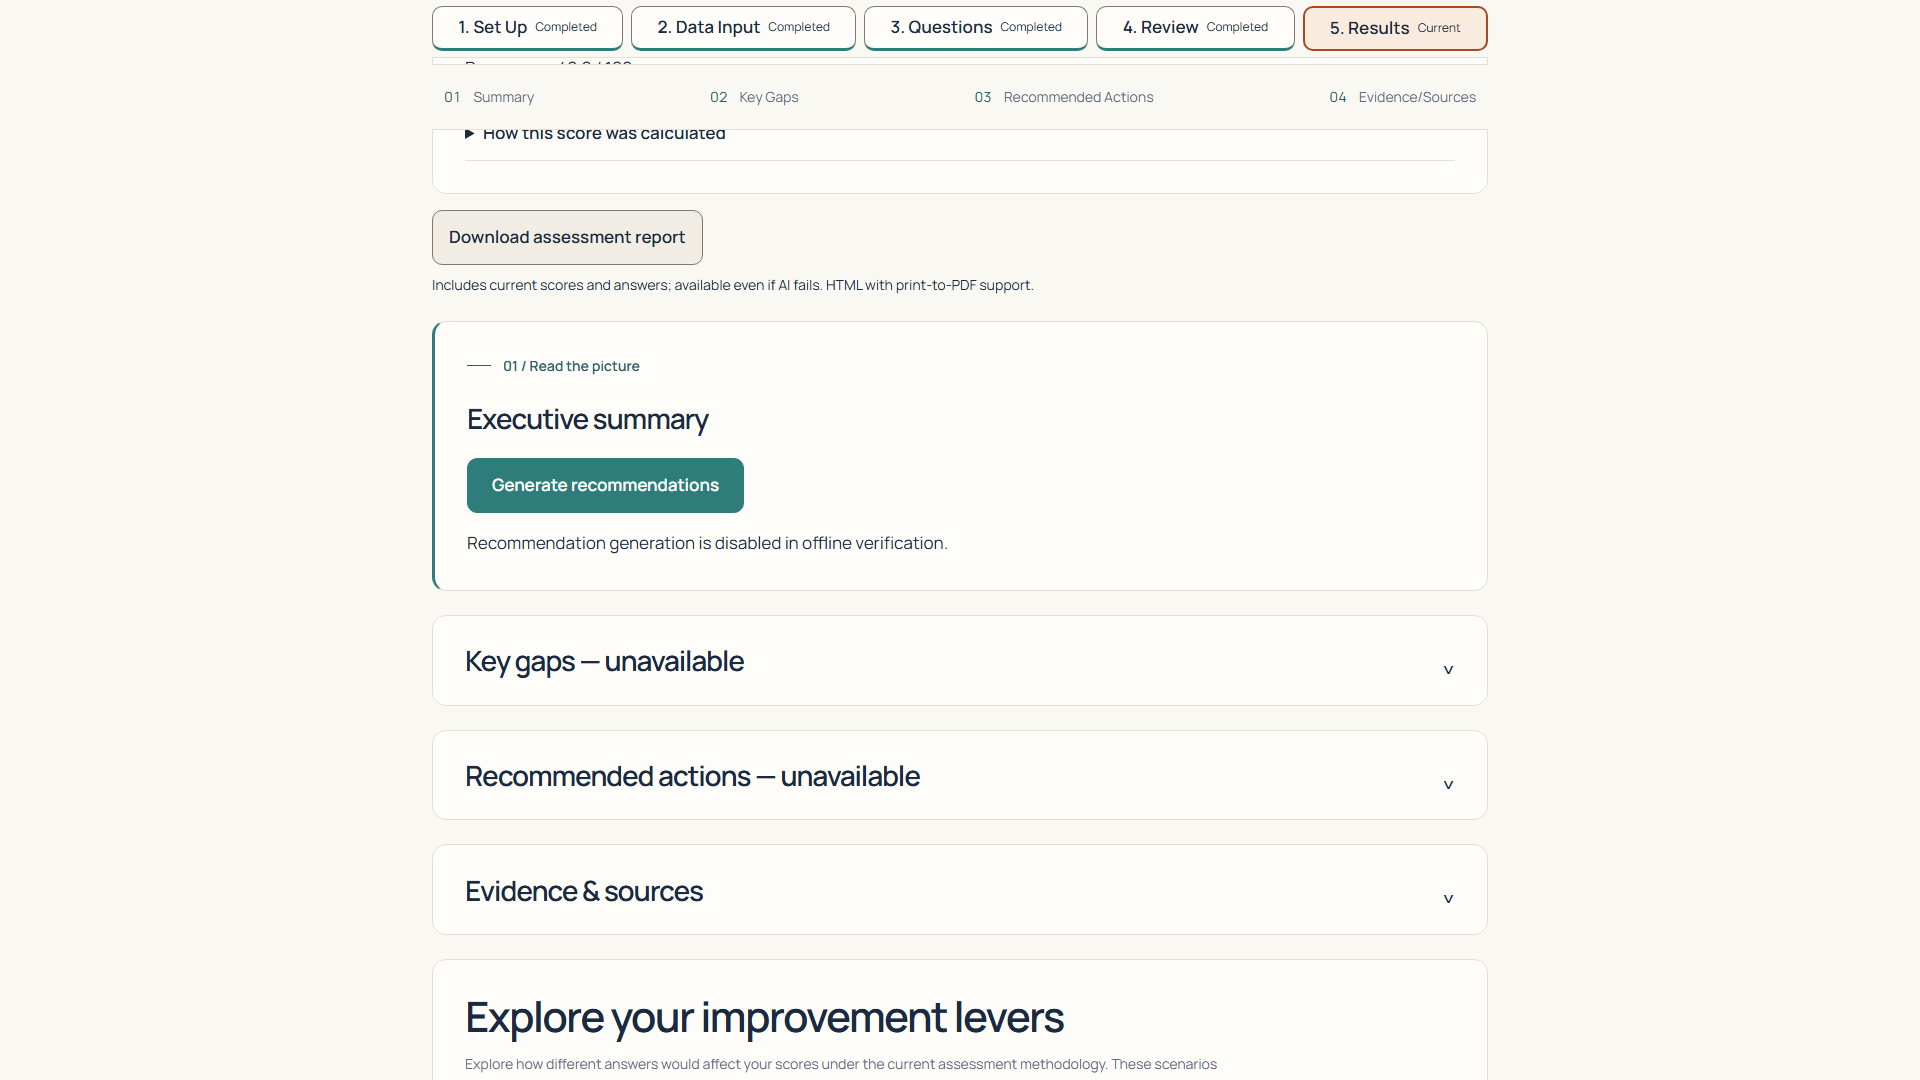 1. Set Up Completed
2. Data Input Completed
3. Questions Completed
4. Review Completed
5. Results Current
01 Summary
02 Key Gaps
03 Recommended Actions
04 Evidence/Sources
How this score was calculated
Download assessment report
Includes current scores and answers; available even if AI fails. HTML with print-to-PDF support.
01 / Read the picture
Executive summary
Generate recommendations
Recommendation generation is disabled in offline verification.
Key gaps — unavailable
v
Recommended actions — unavailable
v
Evidence & sources
v
Explore your improvement levers
Explore how different answers would affect your scores under the current assessment methodology. These scenarios